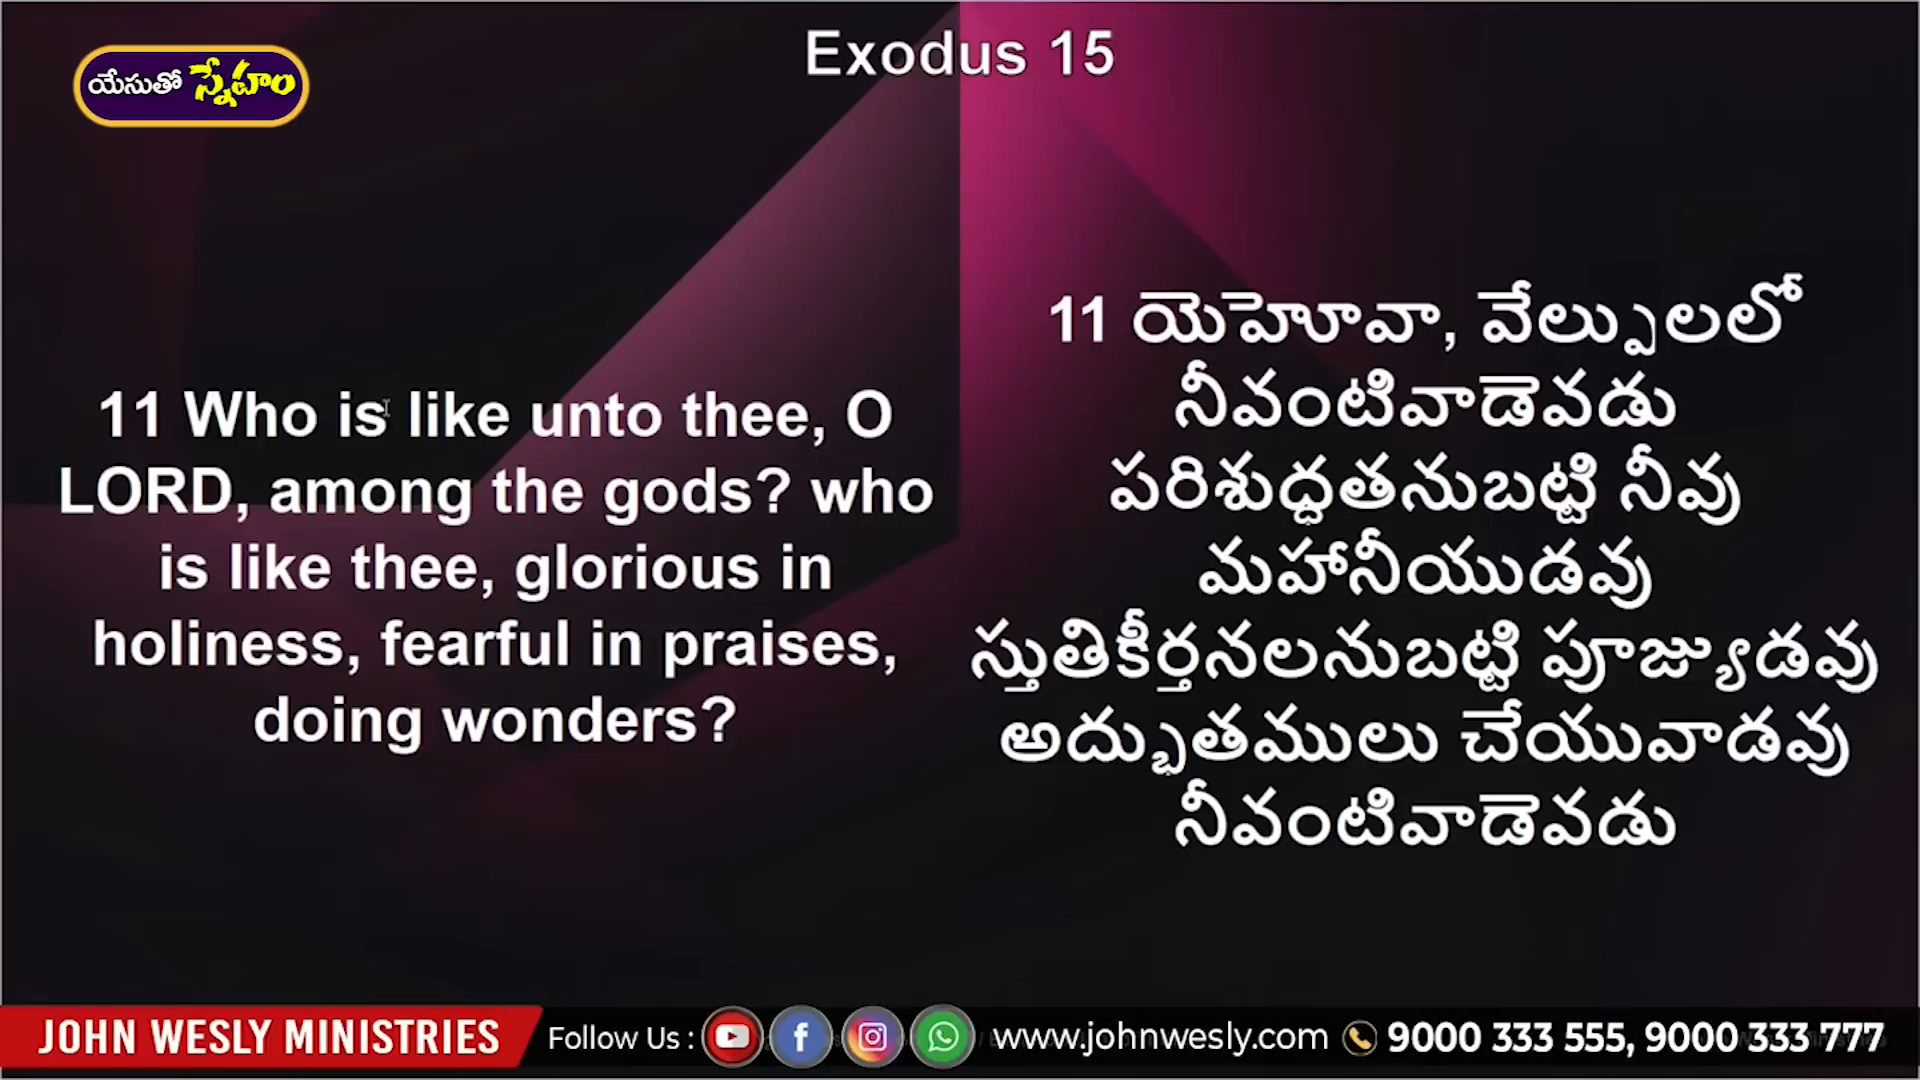 Exodus 15
యేసుతో స్నేహం
11 Who is like unto thee, O
LORD, among the gods? who
is like thee, glorious in
holiness, fearful in praises,
doing wonders?
11 యెహోవా, వేల్పులలో
నీవంటివాడెవడు
పరిశుద్ధతనుబట్టి నీవు
మహానీయుడవు
స్తుతికీర్తనలనుబట్టి పూజ్యుడవు
అద్భుతములు చేయువాడవు
నీవంటివాడెవడు
JOHN WESLY MINISTRIES Follow Us : www.johnwesly.com 9000 333 555, 9000 333 777